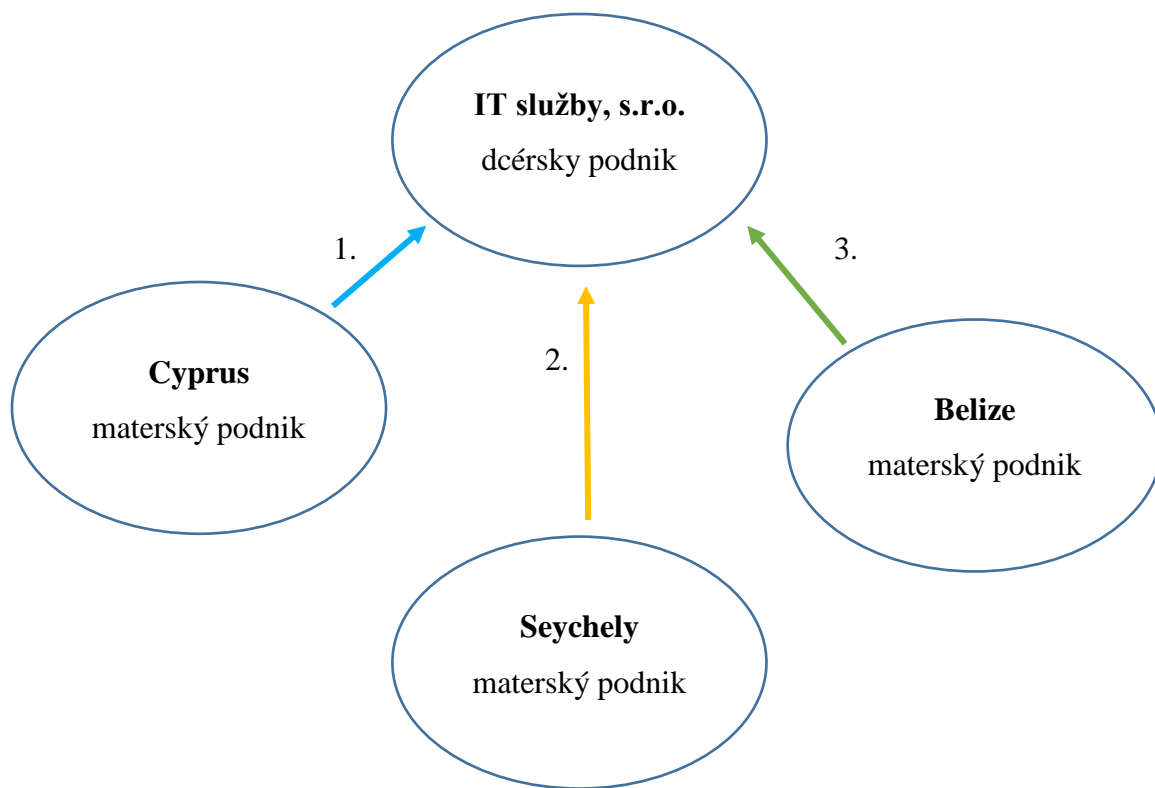 IT služby, s.r.o.
dcérsky podnik
1.
3.
2.
Cyprus
materský podnik
Belize
materský podnik
Seychely
materský podnik